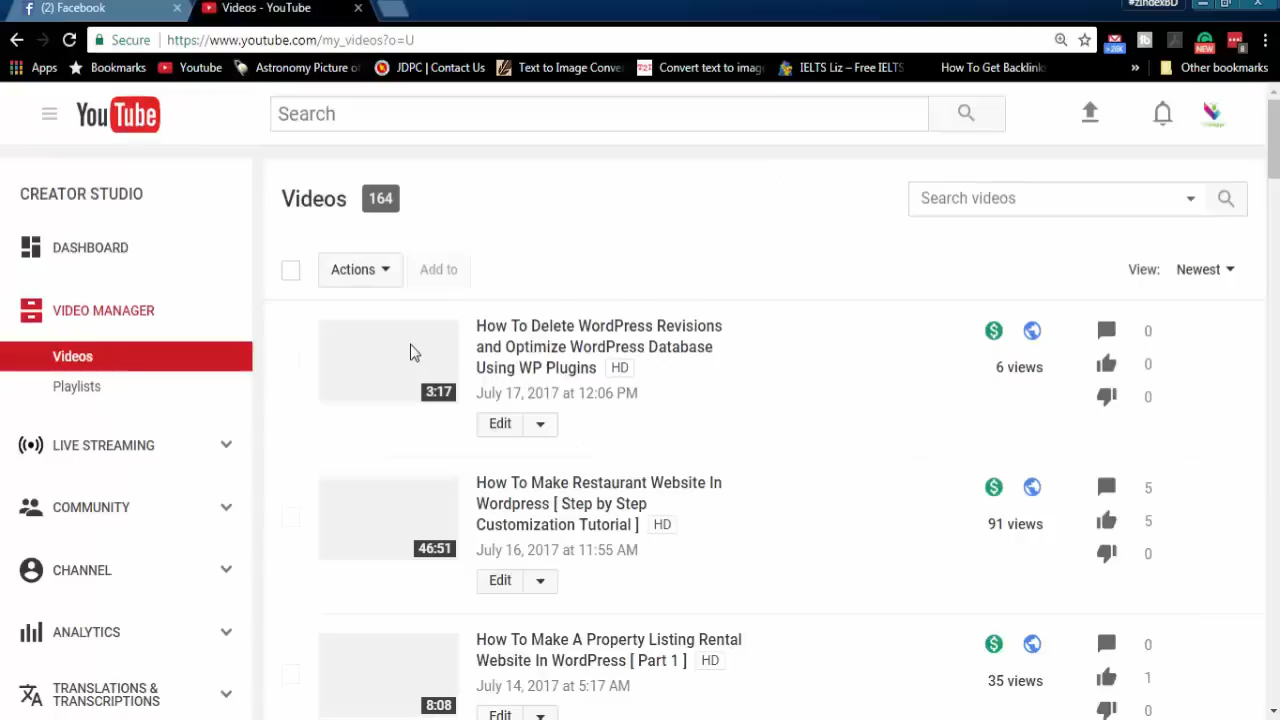 (2) Facebook
Videos - YouTube
#zindexBD
Secure
https://www.youtube.com/my_videos?o=U
>26K
NEW
8
Apps
Bookmarks
Youtube
Astronomy Picture o
JDPC | Contact Us
Text to Image Conve
T2I
Convert text to imag
IELTS Liz – Free IELTS
How To Get Backlink
»
Other bookmarks
YouTube
Search
CREATOR STUDIO
DASHBOARD
VIDEO MANAGER
Videos
Playlists
LIVE STREAMING
COMMUNITY
CHANNEL
ANALYTICS
TRANSLATIONS &
TRANSCRIPTIONS
Videos 164
Search videos
Actions
Add to
View: Newest
How To Delete WordPress Revisions
and Optimize WordPress Database
Using WP Plugins HD
July 17, 2017 at 12:06 PM
3:17
Edit
6 views
0
0
0
How To Make Restaurant Website In
Wordpress [ Step by Step
Customization Tutorial ] HD
July 16, 2017 at 11:55 AM
46:51
Edit
91 views
5
5
0
How To Make A Property Listing Rental
Website In WordPress [ Part 1 ] HD
July 14, 2017 at 5:17 AM
8:08
Edit
35 views
0
1
0